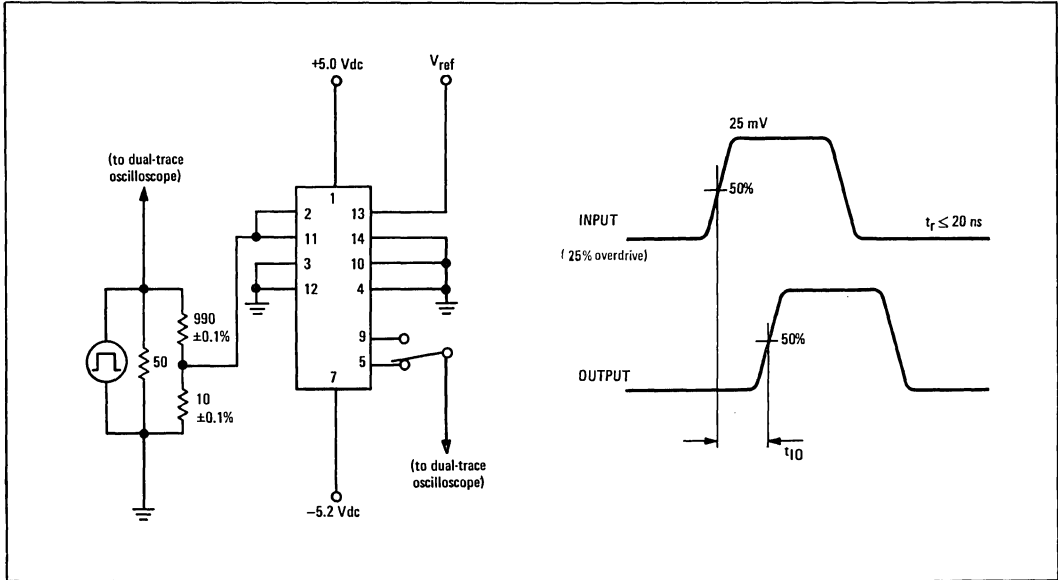 +5.0 Vdc
Vref
(to dual-trace
oscilloscope)
1
2
13
11
14
3
10
12
4
9
5
7
990
±0.1%
50
10
±0.1%
(to dual-trace
oscilloscope)
–5.2 Vdc
25 mV
50%
INPUT
tr ≤ 20 ns
(25% overdrive)
50%
OUTPUT
tIO